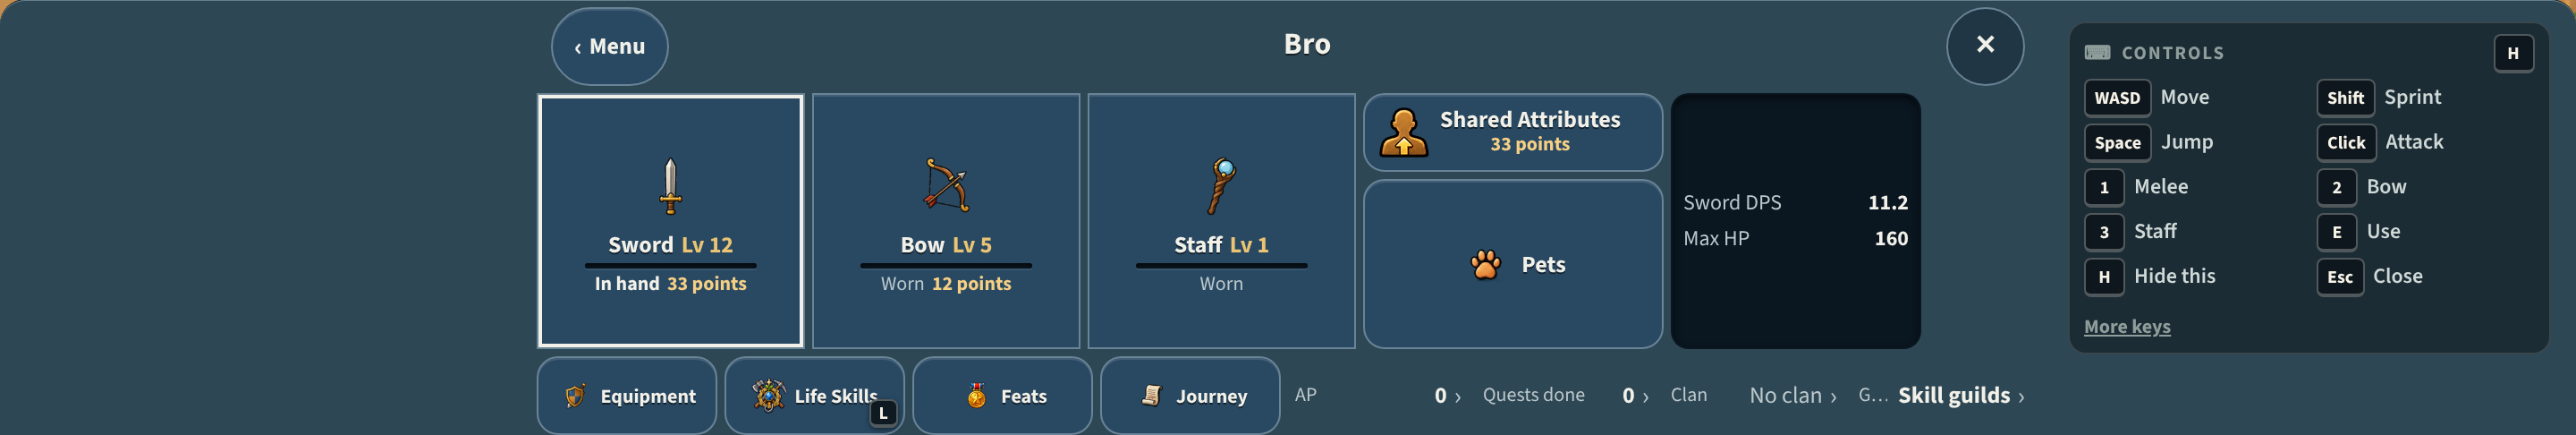 ‹ Menu
Bro
✕
Sword Lv 12
In hand 33 points
Bow Lv 5
Worn 12 points
Staff Lv 1
Worn
Shared Attributes
33 points
Pets
Sword DPS 11.2
Max HP 160
Equipment
Life Skills L
Feats
Journey
AP 0 ›
Quests done 0 ›
Clan No clan ›
G… Skill guilds ›
CONTROLS H
WASD Move Shift Sprint
Space Jump Click Attack
1 Melee 2 Bow
3 Staff E Use
H Hide this Esc Close
More keys